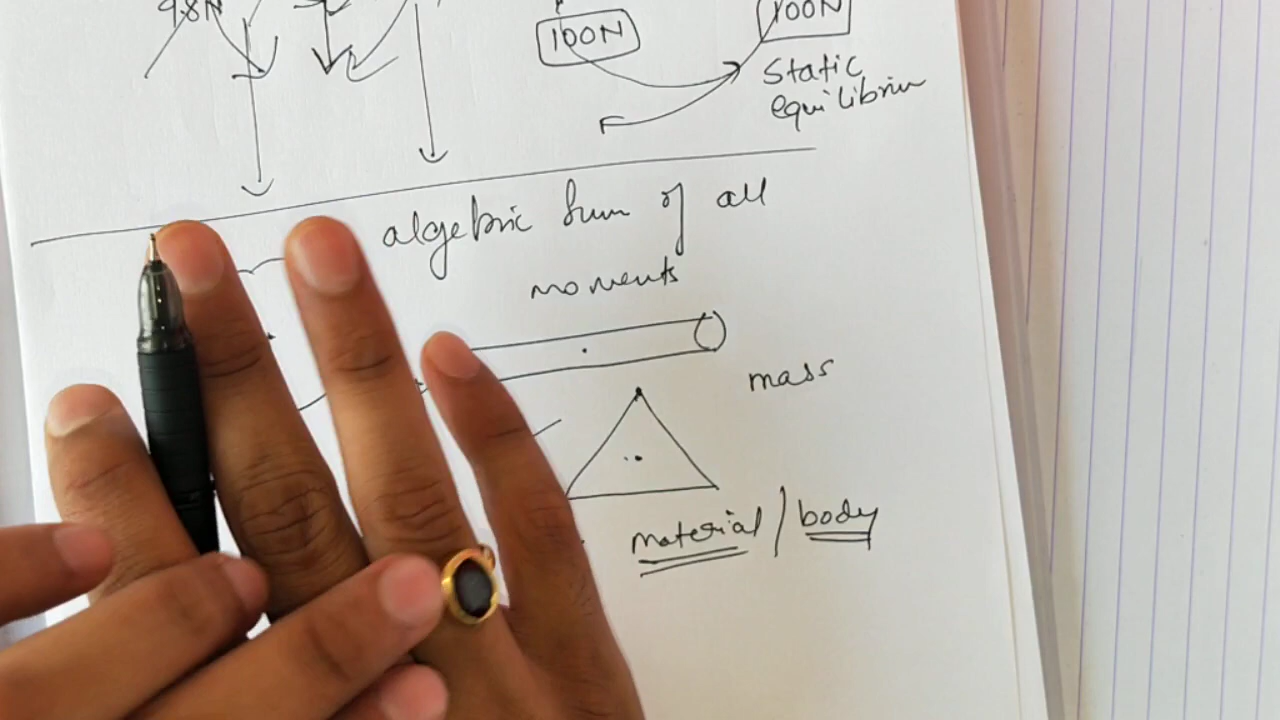 9.8N
100N
100N
Static
equilibrium
algebric sum of all
moments
mass
material / body